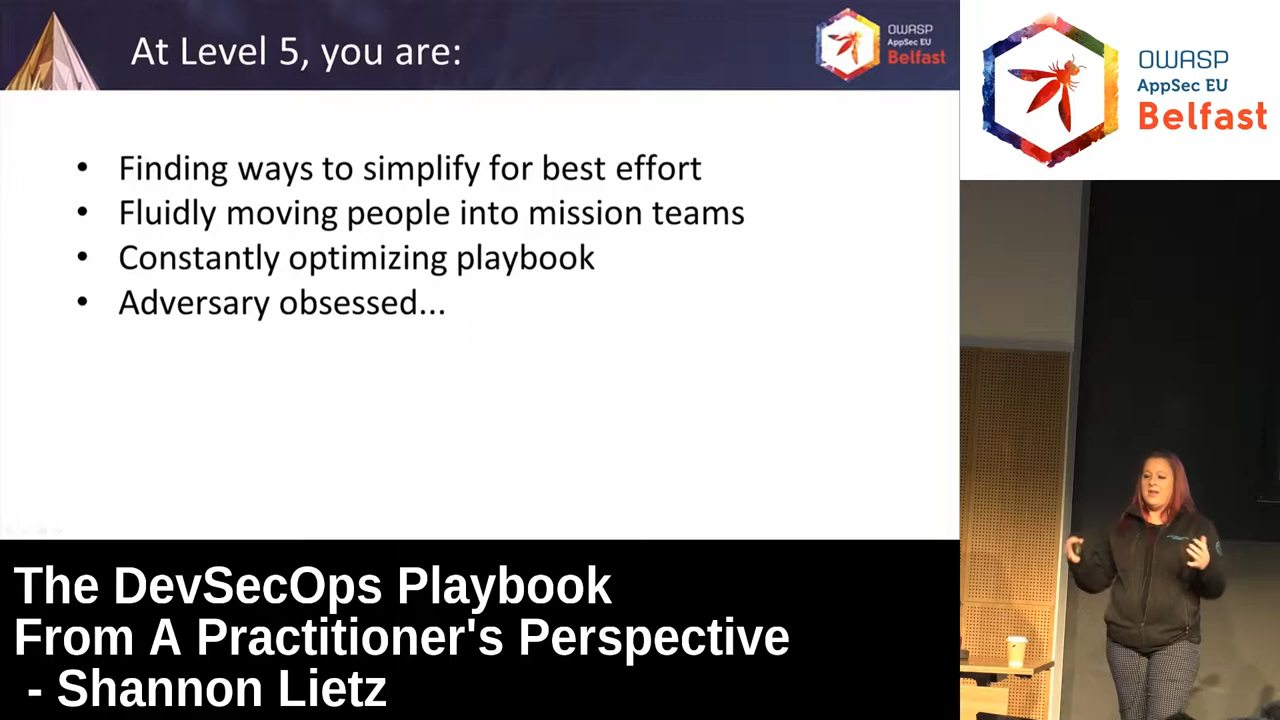 At Level 5, you are:
OWASP
AppSec EU
Belfast
• Finding ways to simplify for best effort
• Fluidly moving people into mission teams
• Constantly optimizing playbook
• Adversary obsessed...
OWASP
AppSec EU
Belfast
The DevSecOps Playbook
From A Practitioner's Perspective
- Shannon Lietz